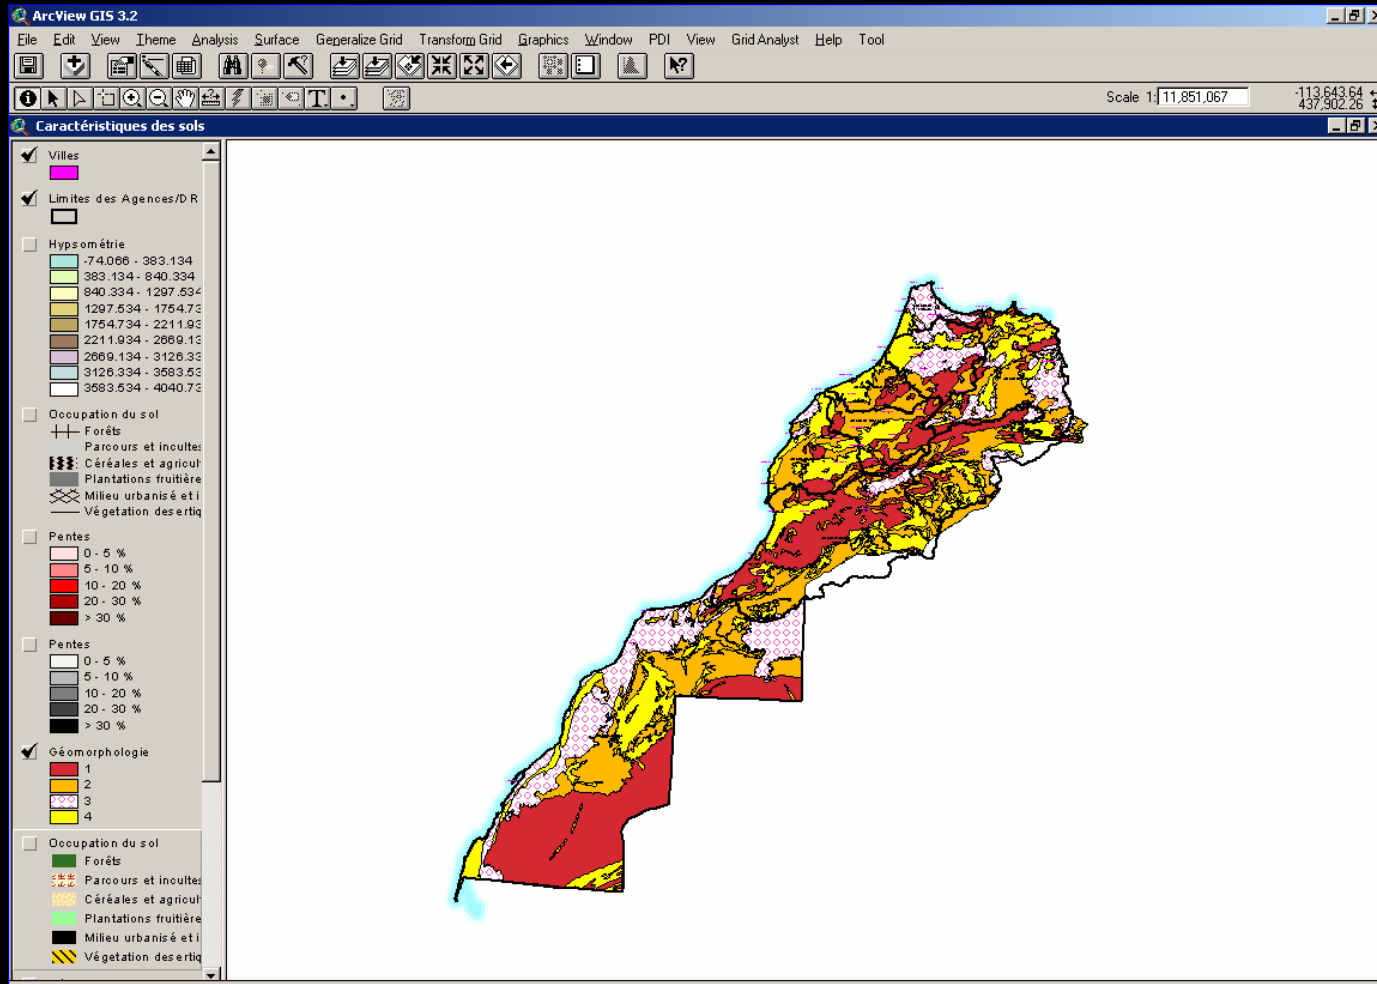 ArcView GIS 3.2
File Edit View Theme Analysis Surface Generalize Grid Transform Grid Graphics Window PDI View Grid Analyst Help Tool
Scale 1: 11,851,067
-113,643.64
437,902.26
Caractéristiques des sols
Villes
Limites des Agences/DR
Hypsométrie
-74.066 - 383.134
383.134 - 840.334
840.334 - 1297.534
1297.534 - 1754.73
1754.734 - 2211.93
2211.934 - 2669.13
2669.134 - 3126.33
3126.334 - 3583.53
3583.534 - 4040.73
Occupation du sol
Forêts
Parcours et incultes
Céréales et agricul
Plantations fruitière
Milieu urbanisé et i
Végetation desertiq
Pentes
0 - 5 %
5 - 10 %
10 - 20 %
20 - 30 %
> 30 %
Pentes
0 - 5 %
5 - 10 %
10 - 20 %
20 - 30 %
> 30 %
Géomorphologie
1
2
3
4
Occupation du sol
Forêts
Parcours et incultes
Céréales et agricul
Plantations fruitière
Milieu urbanisé et i
Végetation desertiq